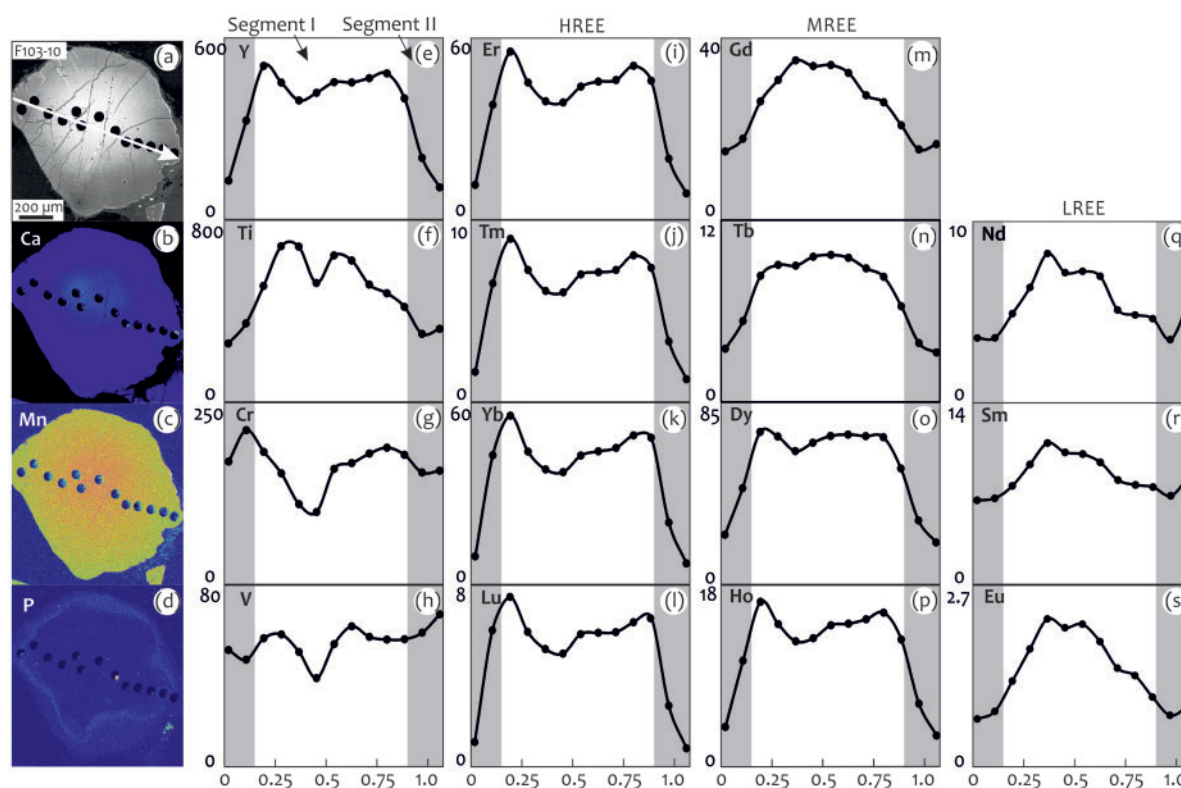 Segment I Segment II HREE MREE
F103-10 (a) 600 Y (e) 60 Er (i) 40 Gd (m)
200 µm 0 0 0
LREE
Ca (b) 800 Ti (f) 10 Tm (j) 12 Tb (n) 10 Nd (q)
0 0 0 0
Mn (c) 250 Cr (g) 60 Yb (k) 85 Dy (o) 14 Sm (r)
0 0 0 0
P (d) 80 V (h) 8 Lu (l) 18 Ho (p) 2.7 Eu (s)
0 0 0 0
0 0.25 0.5 0.75 1.0 0 0.25 0.5 0.75 1.0 0 0.25 0.5 0.75 1.0 0 0.25 0.5 0.75 1.0